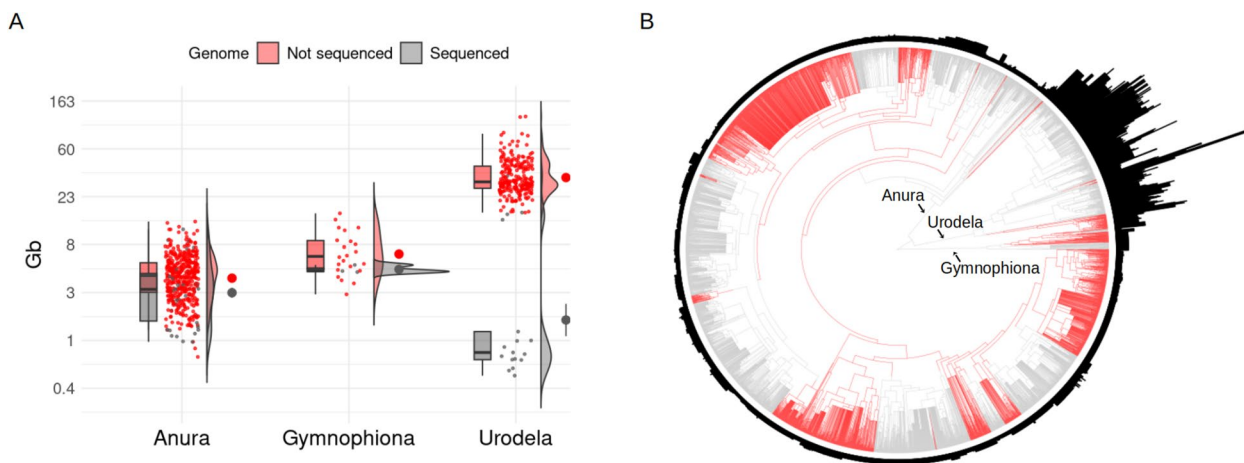 A
Genome Not sequenced Sequenced
163
60
23
8
3
1
0.4
Gb
Anura Gymnophiona Urodela
B
Anura
Urodela
Gymnophiona